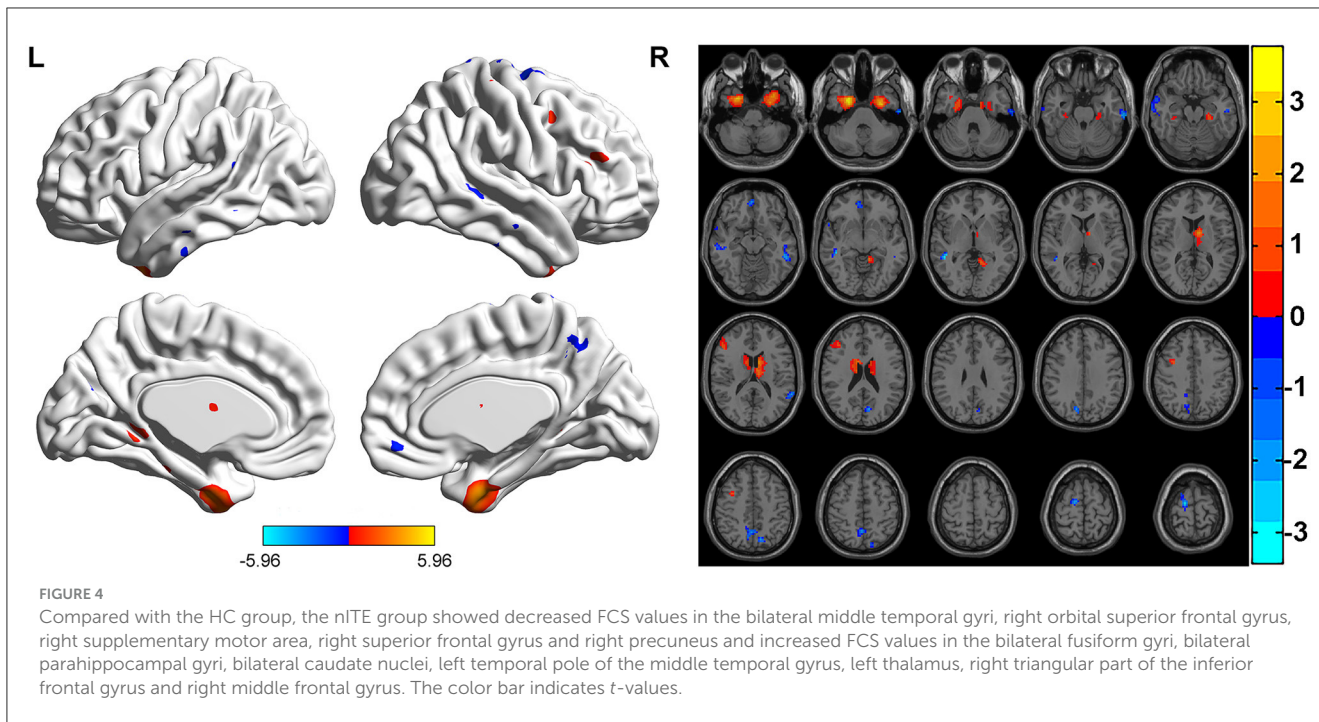 L
R
3
2
1
0
-1
-2
-3
-5.96
5.96
FIGURE 4
Compared with the HC group, the nITE group showed decreased FCS values in the bilateral middle temporal gyri, right orbital superior frontal gyrus,
right supplementary motor area, right superior frontal gyrus and right precuneus and increased FCS values in the bilateral fusiform gyri, bilateral
parahippocampal gyri, bilateral caudate nuclei, left temporal pole of the middle temporal gyrus, left thalamus, right triangular part of the inferior
frontal gyrus and right middle frontal gyrus. The color bar indicates t-values.